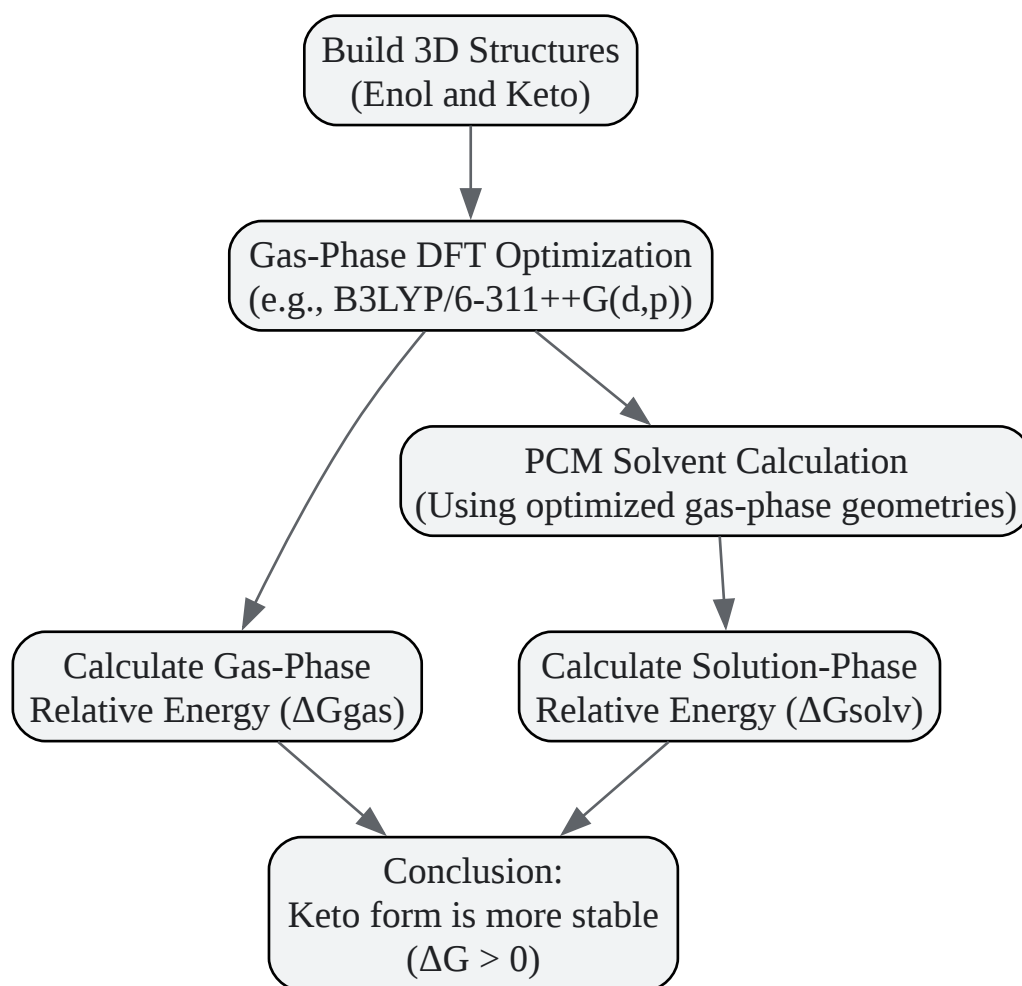 Build 3D Structures
(Enol and Keto)
Gas-Phase DFT Optimization
(e.g., B3LYP/6-311++G(d,p))
PCM Solvent Calculation
(Using optimized gas-phase geometries)
Calculate Gas-Phase
Relative Energy (ΔGgas)
Calculate Solution-Phase
Relative Energy (ΔGsolv)
Conclusion:
Keto form is more stable
(ΔG > 0)